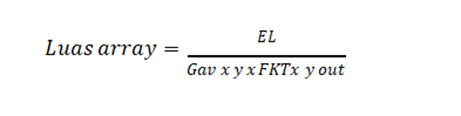 Luas array = EL
Gav x y x FKTx y out